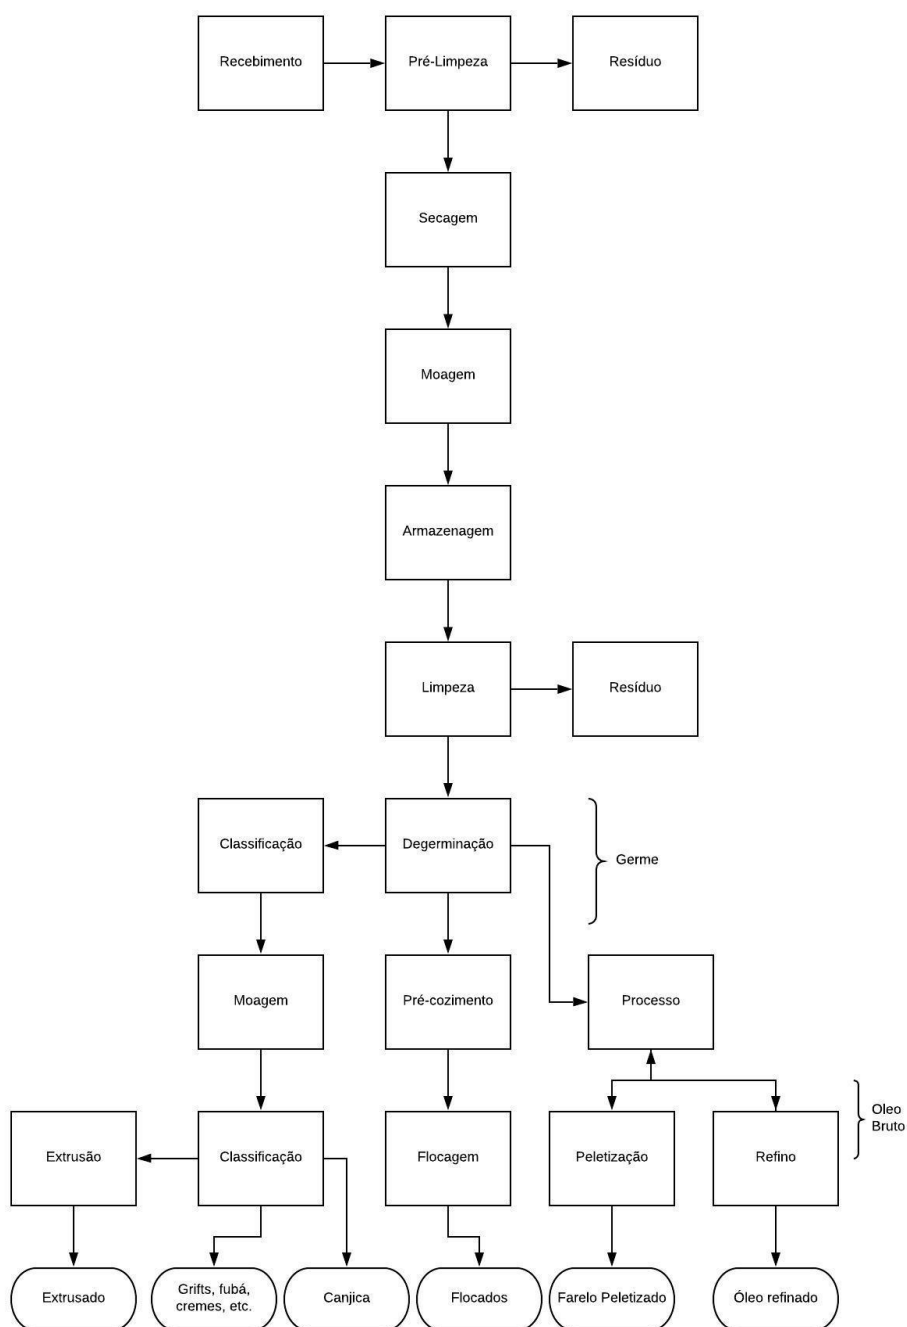 Recebimento
Pré-Limpeza
Resíduo
Secagem
Moagem
Armazenagem
Limpeza
Resíduo
Classificação
Degerminação
Germe
Moagem
Pré-cozimento
Processo
Extrusão
Classificação
Flocagem
Peletização
Refino
Oleo
Bruto
Extrusado
Grifts, fubá,
cremes, etc.
Canjica
Flocados
Farelo Peletizado
Óleo refinado